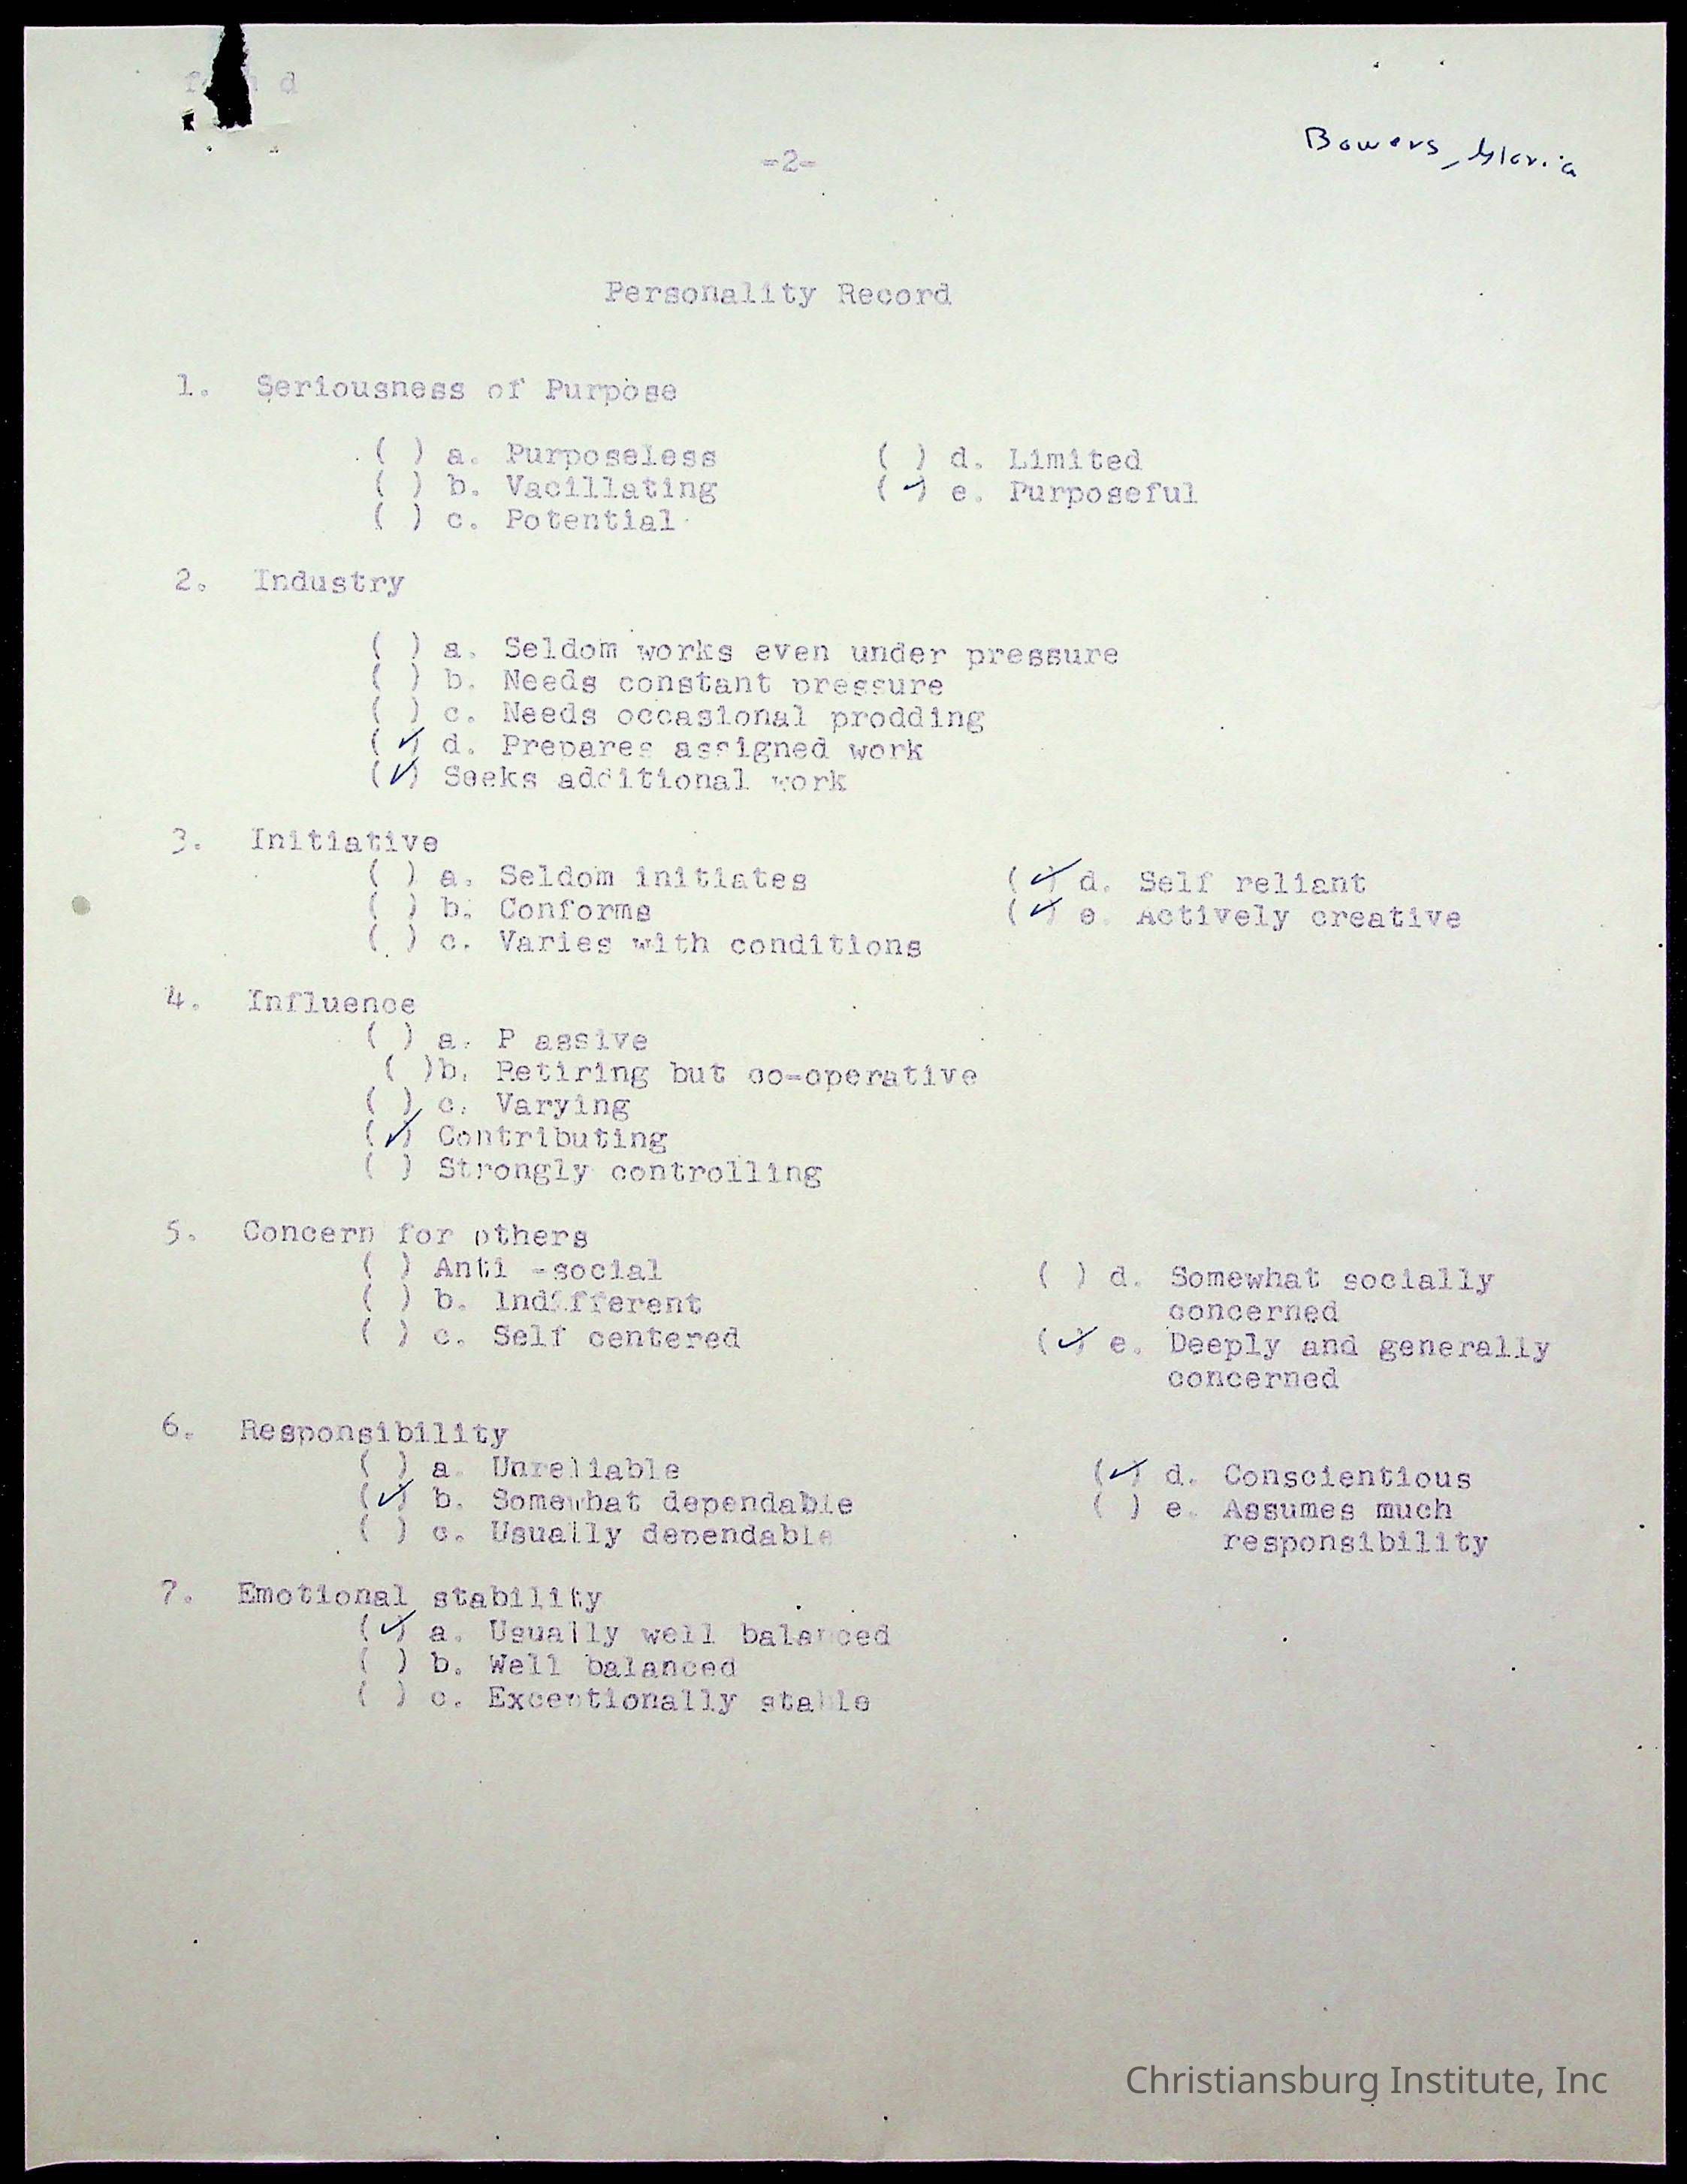 Bowers, Gloria
-2-
Personality Record
1. Seriousness of Purpose
( ) a. Purposeless ( ) d. Limited
( ) b. Vacillating (✓) e. Purposeful
( ) c. Potential
2. Industry
( ) a. Seldom works even under pressure
( ) b. Needs constant pressure
( ) c. Needs occasional prodding
(✓) d. Prepares assigned work
(✓) Seeks additional work
3. Initiative
( ) a. Seldom initiates (✓) d. Self reliant
( ) b. Conforms (✓) e. Actively creative
( ) c. Varies with conditions
4. Influence
( ) a. P assive
( )b. Retiring but co-operative
( ) c. Varying
(✓) Contributing
( ) Strongly controlling
5. Concern for others
( ) Anti -social ( ) d. Somewhat socially
concerned
( ) b. Indifferent
( ) c. Self centered (✓) e. Deeply and generally
concerned
6. Responsibility
( ) a. Unreliable (✓) d. Conscientious
(✓) b. Somewhat dependable ( ) e. Assumes much
responsibility
( ) c. Usually dependable
7. Emotional stability
(✓) a. Usually well balanced
( ) b. Well balanced
( ) c. Exceptionally stable
Christiansburg Institute, Inc